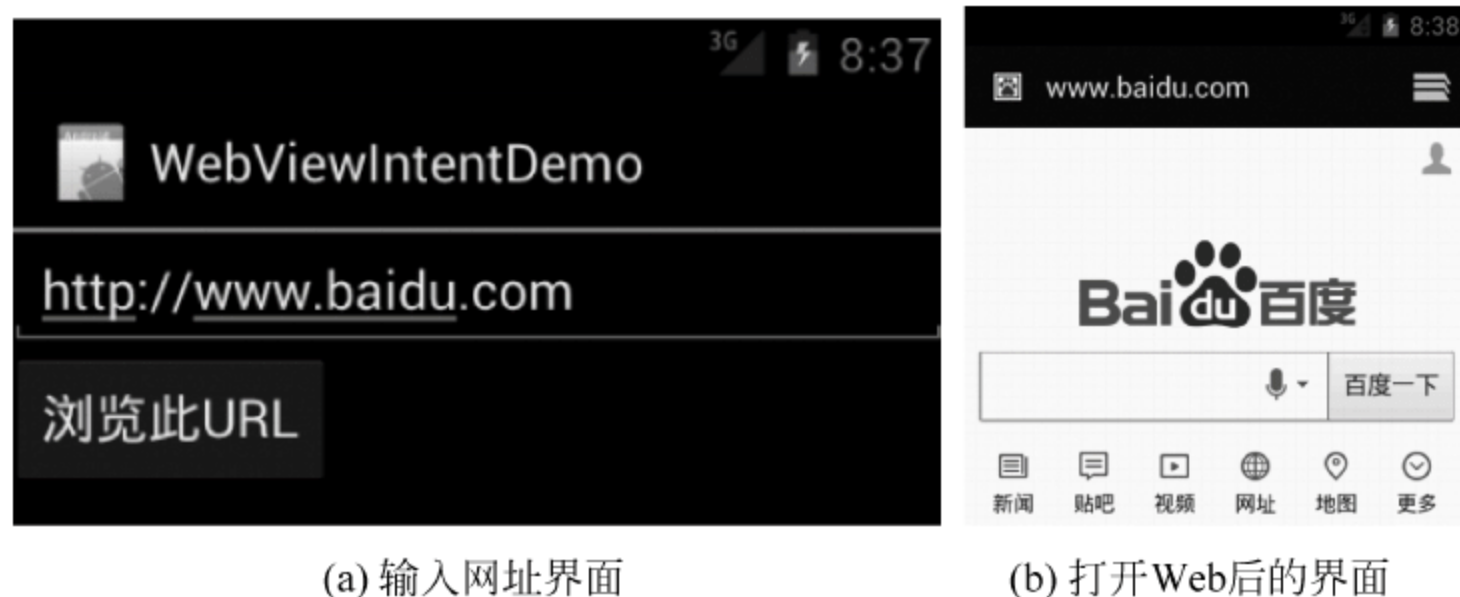 3G 8:37
WebViewIntentDemo
http://www.baidu.com
浏览此URL
(a) 输入网址界面
3G 8:38
www.baidu.com
Bai du 百度
百度一下
新闻 贴吧 视频 网址 地图 更多
(b) 打开Web后的界面